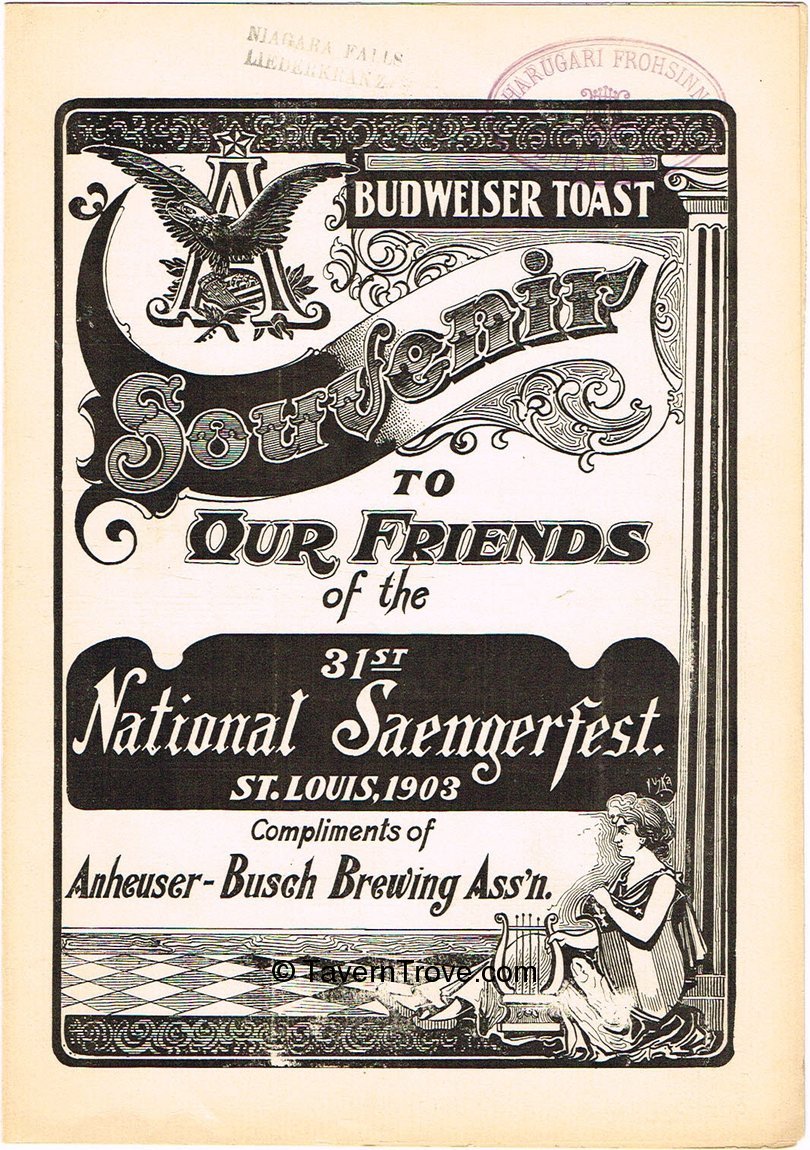 NIAGARA FALLS
LIEDERKRANZ
HARUGARI FROHSINN
BUFFALO
A
BUDWEISER TOAST
Souvenir
TO
OUR FRIENDS
of the
31ST
National Saengerfest.
ST. LOUIS, 1903
Compliments of
Anheuser-Busch Brewing Ass'n.
© TavernTrove.com